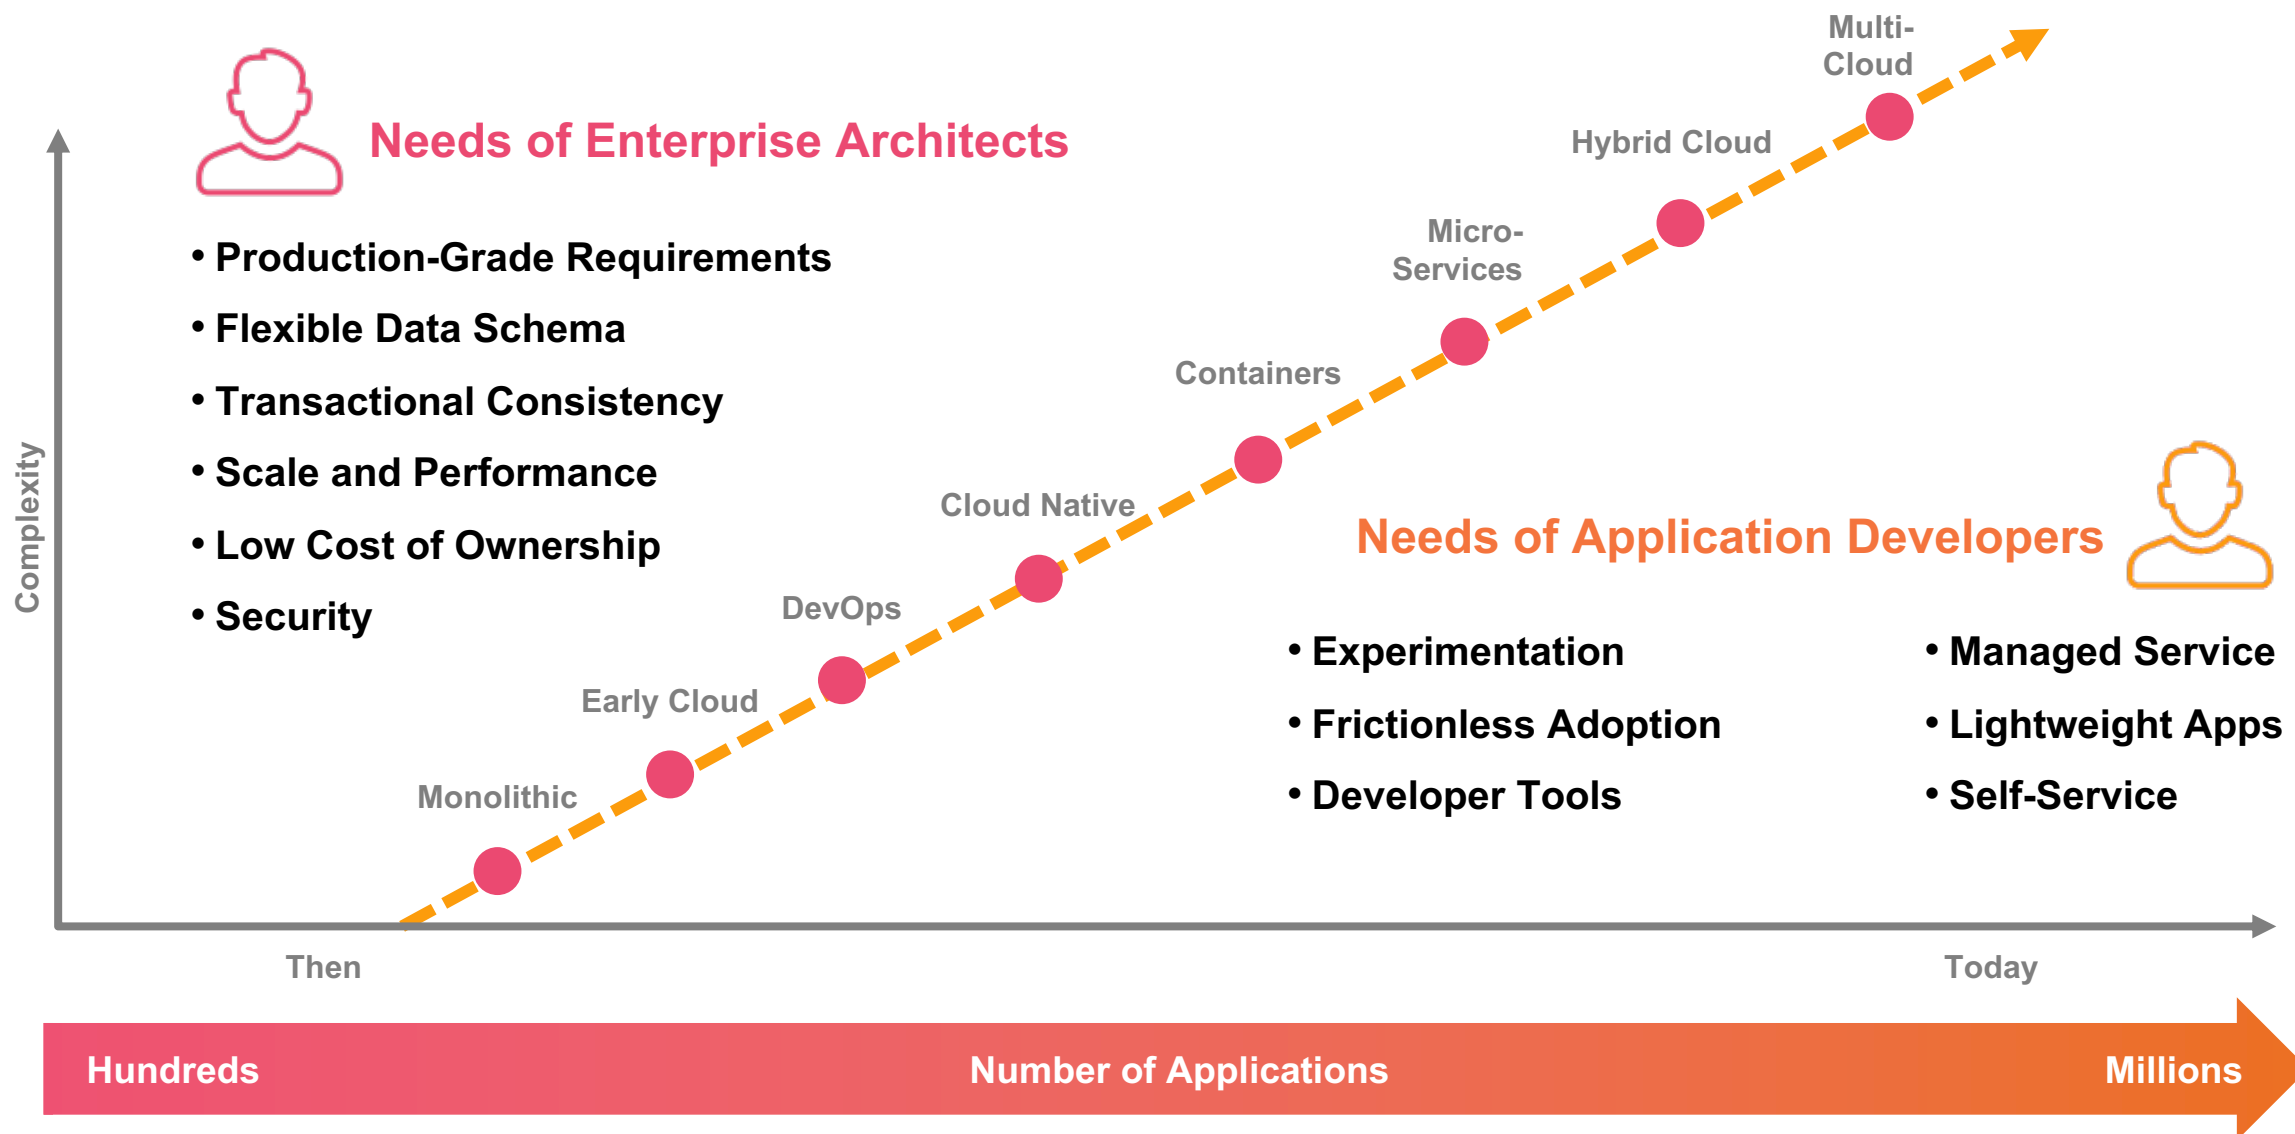 Multi-
Cloud
Needs of Enterprise Architects
Hybrid Cloud
• Production-Grade Requirements
• Flexible Data Schema
• Transactional Consistency
• Scale and Performance
• Low Cost of Ownership
• Security
Micro-
Services
Containers
Cloud Native
DevOps
Early Cloud
Monolithic
Complexity
Needs of Application Developers
• Experimentation
• Frictionless Adoption
• Developer Tools
• Managed Service
• Lightweight Apps
• Self-Service
Then
Today
Hundreds
Number of Applications
Millions